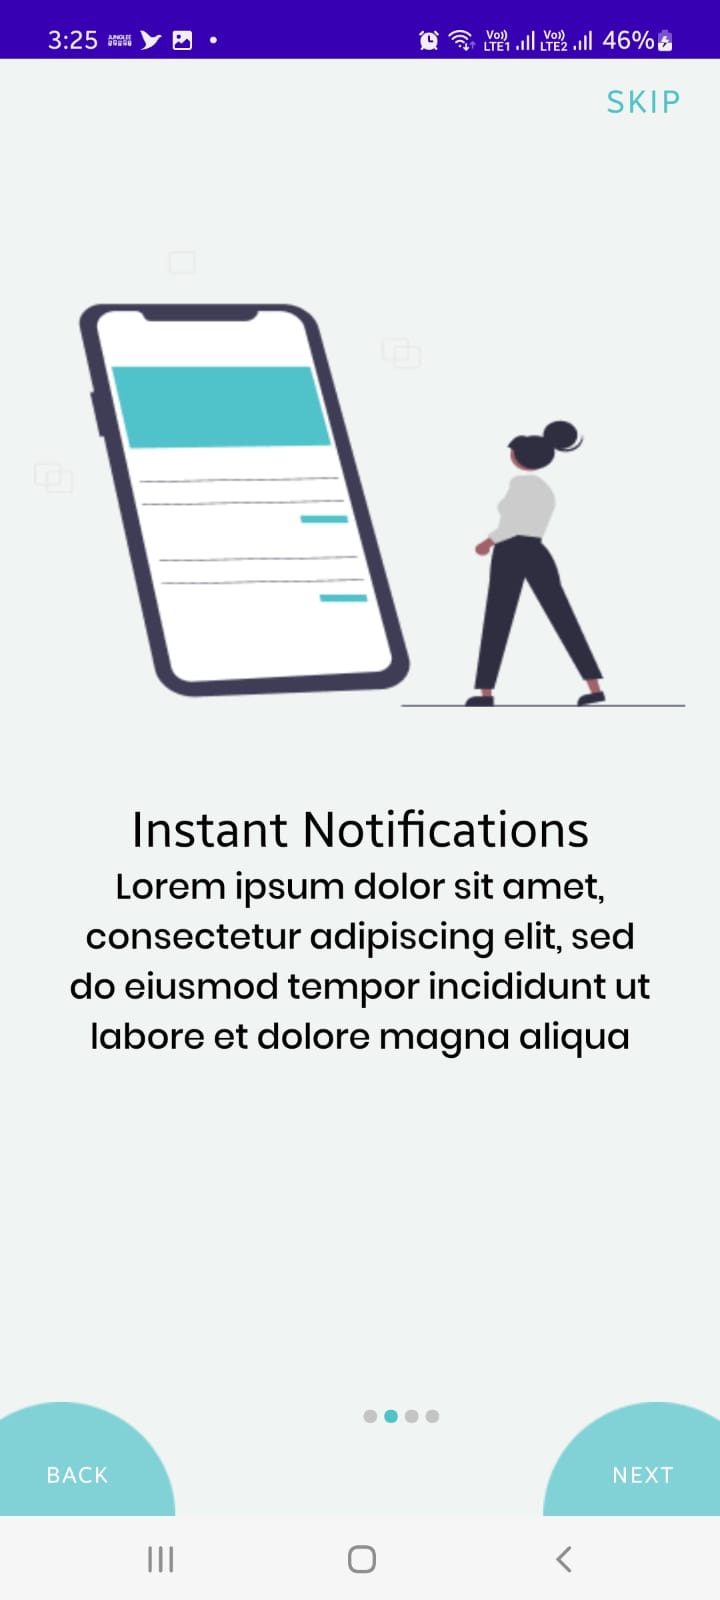 3:25 Vo)) LTE1 Vo)) LTE2 46%
SKIP
Instant Notifications
Lorem ipsum dolor sit amet,
consectetur adipiscing elit, sed
do eiusmod tempor incididunt ut
labore et dolore magna aliqua
BACK
NEXT